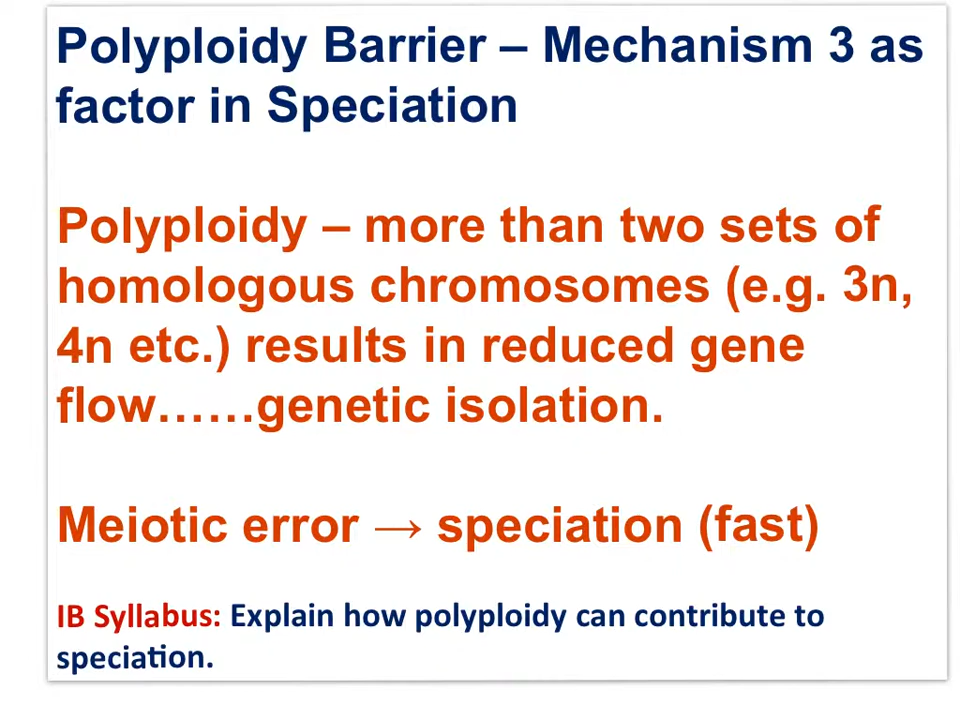 Polyploidy Barrier – Mechanism 3 as
factor in Speciation
Polyploidy – more than two sets of
homologous chromosomes (e.g. 3n,
4n etc.) results in reduced gene
flow……genetic isolation.
Meiotic error → speciation (fast)
IB Syllabus: Explain how polyploidy can contribute to
speciation.